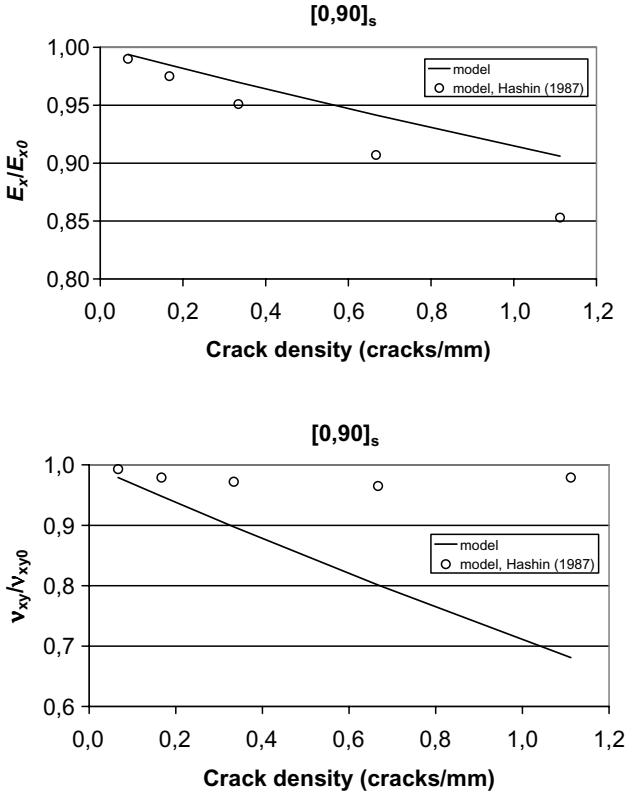 [0,90]s
1,00
0,95
0,90
0,85
0,80
Ex/Ex0
model
model, Hashin (1987)
0,0 0,2 0,4 0,6 0,8 1,0 1,2
Crack density (cracks/mm)
[0,90]s
1,0
0,9
0,8
0,7
0,6
νxy/νxy0
model
model, Hashin (1987)
0,0 0,2 0,4 0,6 0,8 1,0 1,2
Crack density (cracks/mm)